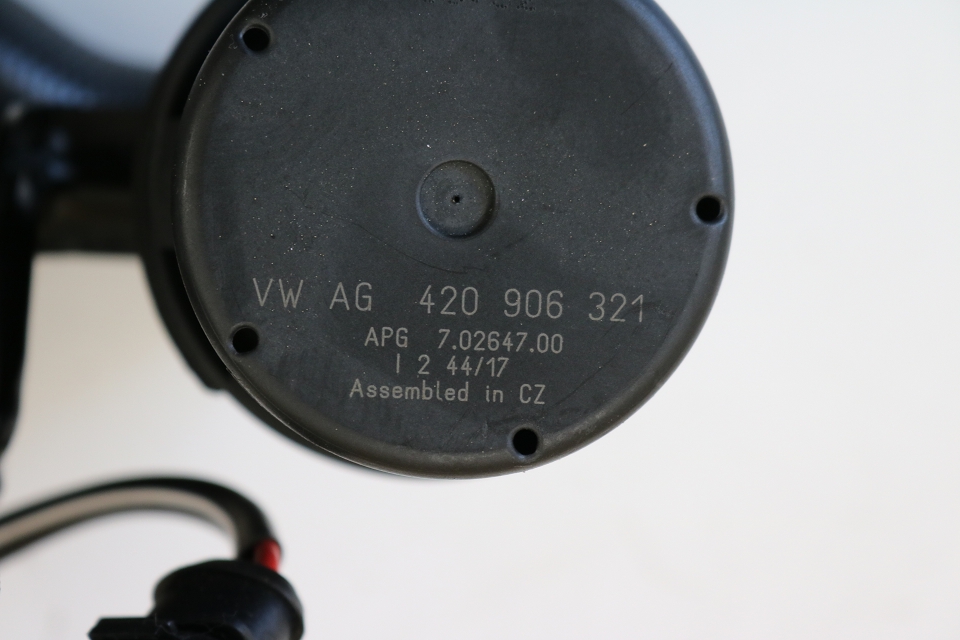 VW AG 420 906 321
APG 7.02647.00
I 2 44/17
Assembled in CZ